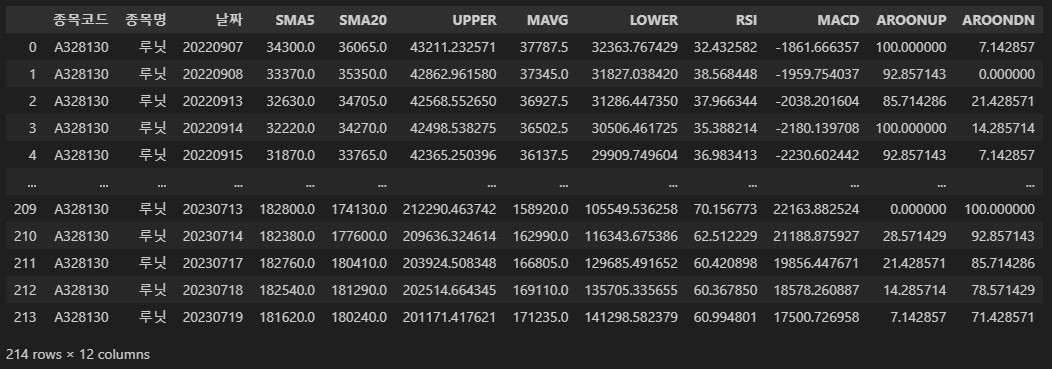 종목코드 종목명 날짜 SMA5 SMA20 UPPER MAVG LOWER RSI MACD AROONUP AROONDN
0 A328130 루닛 20220907 34300.0 36065.0 43211.232571 37787.5 32363.767429 32.432582 -1861.666357 100.000000 7.142857
1 A328130 루닛 20220908 33370.0 35350.0 42862.961580 37345.0 31827.038420 38.568448 -1959.754037 92.857143 0.000000
2 A328130 루닛 20220913 32630.0 34705.0 42568.552650 36927.5 31286.447350 37.966344 -2038.201604 85.714286 21.428571
3 A328130 루닛 20220914 32220.0 34270.0 42498.538275 36502.5 30506.461725 35.388214 -2180.139708 100.000000 14.285714
4 A328130 루닛 20220915 31870.0 33765.0 42365.250396 36137.5 29909.749604 36.983413 -2230.602442 92.857143 7.142857
... ... ... ... ... ... ... ... ... ... ... ... ...
209 A328130 루닛 20230713 182800.0 174130.0 212290.463742 158920.0 105549.536258 70.156773 22163.882524 0.000000 100.000000
210 A328130 루닛 20230714 182380.0 177600.0 209636.324614 162990.0 116343.675386 62.512229 21188.875927 28.571429 92.857143
211 A328130 루닛 20230717 182760.0 180410.0 203924.508348 166805.0 129685.491652 60.420898 19856.447671 21.428571 85.714286
212 A328130 루닛 20230718 182540.0 181290.0 202514.664345 169110.0 135705.335655 60.367850 18578.260887 14.285714 78.571429
213 A328130 루닛 20230719 181620.0 180240.0 201171.417621 171235.0 141298.582379 60.994801 17500.726958 7.142857 71.428571
214 rows × 12 columns